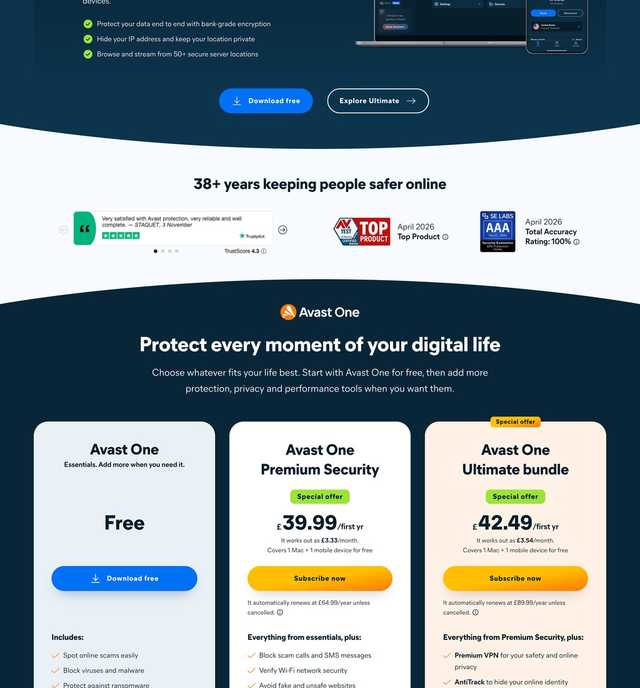 devices.
Protect your data end to end with bank-grade encryption
Hide your IP address and keep your location private
Browse and stream from 50+ secure server locations
Download free
Explore Ultimate
38+ years keeping people safer online
Very satisfied with Avast protection, very reliable and well
complete. — STAQUET, 3 November
Trustpilot
TrustScore 4.3
AV TEST
TOP
PRODUCT
April 2026
Top Product
SE LABS
AAA
April 2026
Total Accuracy
Rating: 100%
Avast One
Protect every moment of your digital life
Choose whatever fits your life best. Start with Avast One for free, then add more
protection, privacy and performance tools when you want them.
Avast One
Essentials. Add more when you need it.
Free
Download free
Includes:
Spot online scams easily
Block viruses and malware
Protect against ransomware
Avast One
Premium Security
Special offer
£39.99/first yr
It works out as £3.33/month.
Covers 1 Mac + 1 mobile device for free
Subscribe now
It automatically renews at £64.99/year unless
cancelled.
Everything from essentials, plus:
Block scam calls and SMS messages
Verify Wi-Fi network security
Avoid fake and unsafe websites
Special offer
Avast One
Ultimate bundle
Special offer
£42.49/first yr
It works out as £3.54/month.
Covers 1 Mac + 1 mobile device for free
Subscribe now
It automatically renews at £89.99/year unless
cancelled.
Everything from Premium Security, plus:
Premium VPN for your safety and online
privacy
AntiTrack to hide your online identity